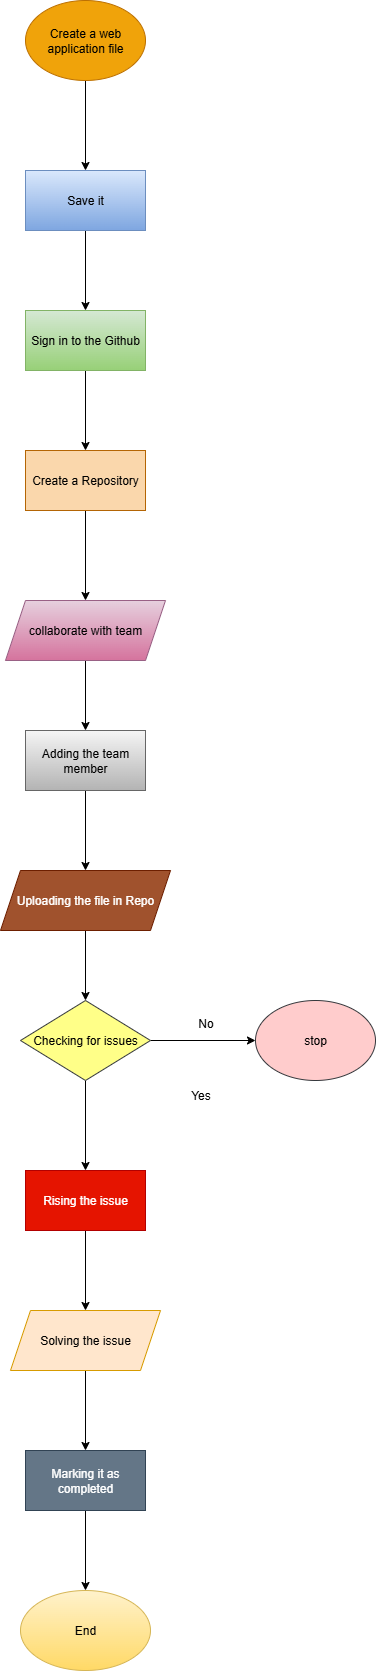 Create a web
application file
Save it
Sign in to the Github
Create a Repository
collaborate with team
Adding the team
member
Uploading the file in Repo
Checking for issues
No
stop
Yes
Rising the issue
Solving the issue
Marking it as
completed
End